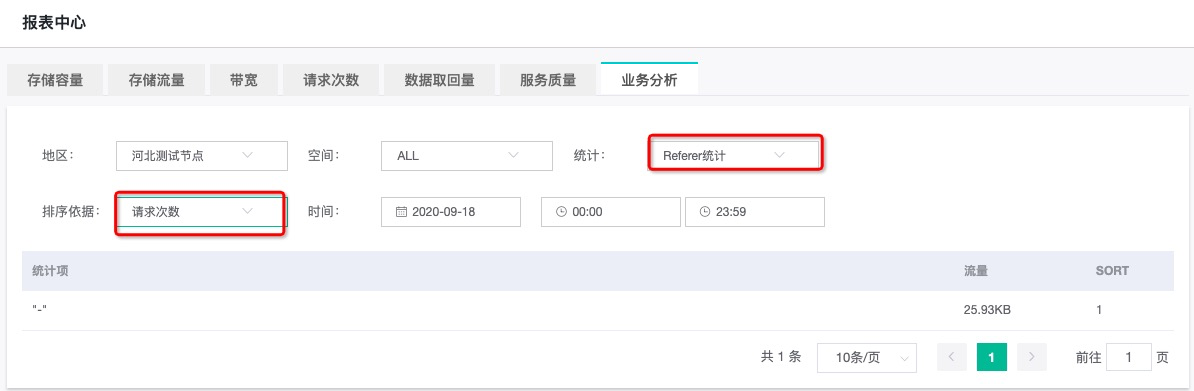 报表中心
存储容量 存储流量 带宽 请求次数 数据取回量 服务质量 业务分析
地区: 河北测试节点 空间: ALL 统计: Referer统计
排序依据: 请求次数 时间: 2020-09-18 00:00 23:59
统计项 流量 SORT
"-" 25.93KB 1
共 1 条 10条/页 < 1 > 前往 1 页